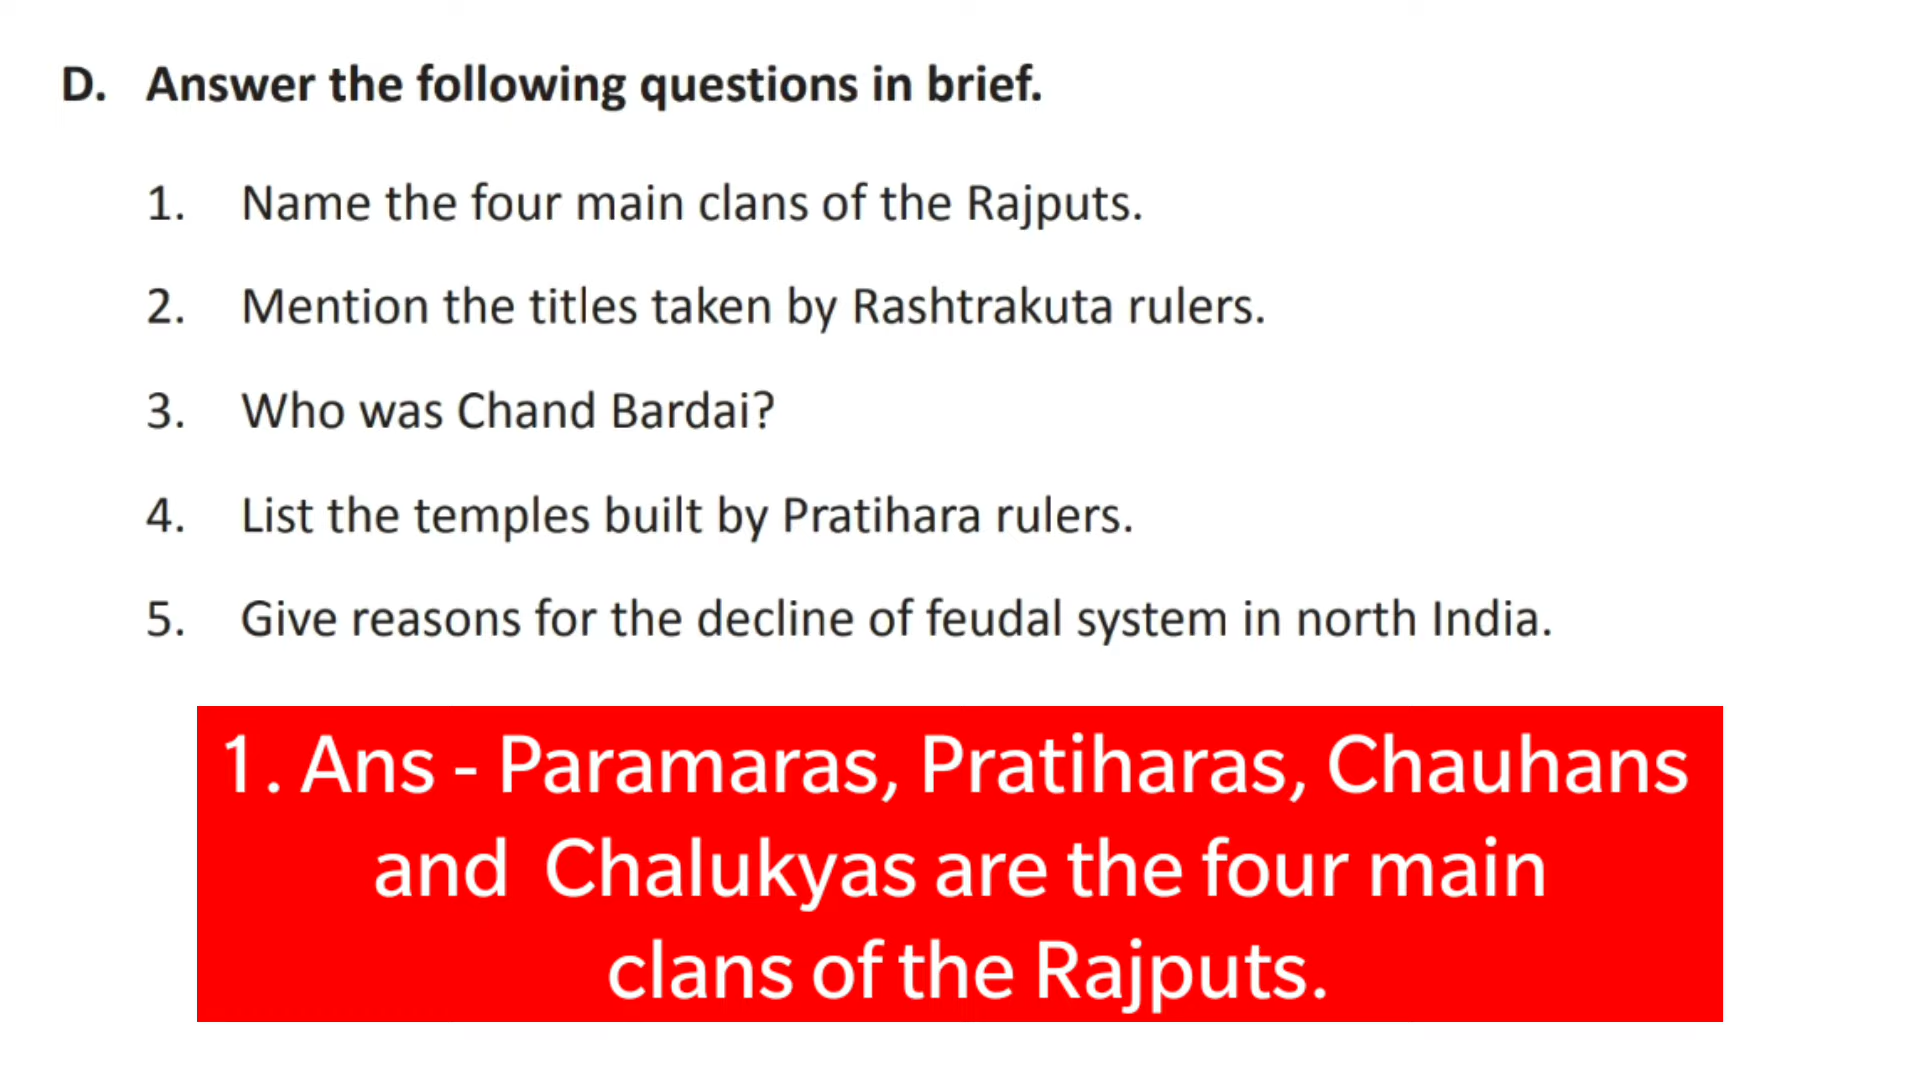 D. Answer the following questions in brief.
1. Name the four main clans of the Rajputs.
2. Mention the titles taken by Rashtrakuta rulers.
3. Who was Chand Bardai?
4. List the temples built by Pratihara rulers.
5. Give reasons for the decline of feudal system in north India.
1. Ans - Paramaras, Pratiharas, Chauhans
and Chalukyas are the four main
clans of the Rajputs.